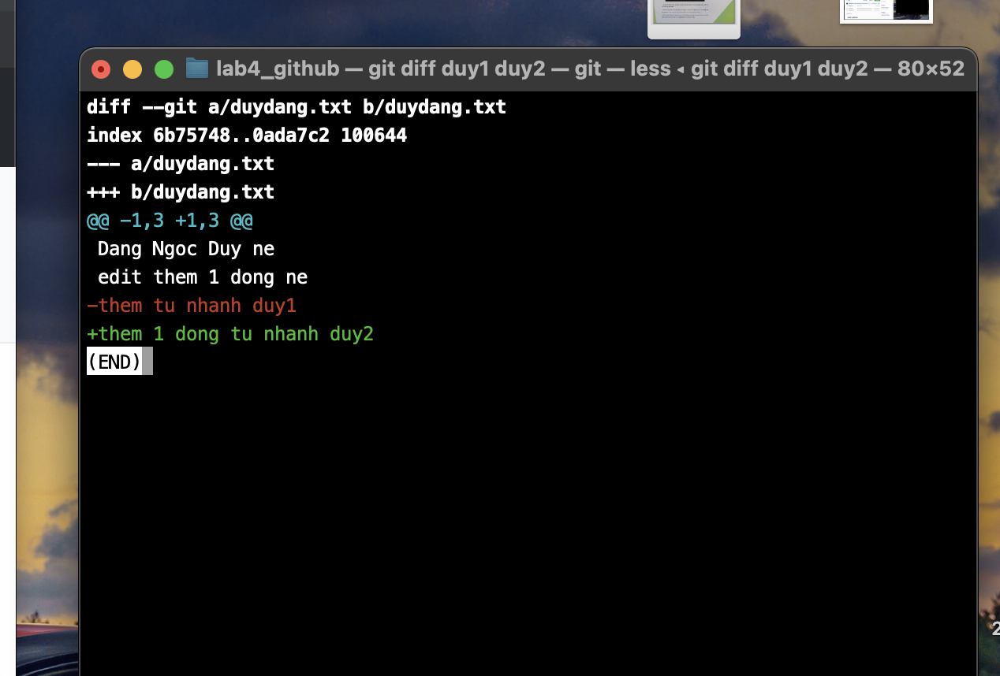 lab4_github — git diff duy1 duy2 — git — less ◂ git diff duy1 duy2 — 80×52
diff --git a/duydang.txt b/duydang.txt
index 6b75748..0ada7c2 100644
--- a/duydang.txt
+++ b/duydang.txt
@@ -1,3 +1,3 @@
 Dang Ngoc Duy ne
 edit them 1 dong ne
-them tu nhanh duy1
+them 1 dong tu nhanh duy2
(END)
2